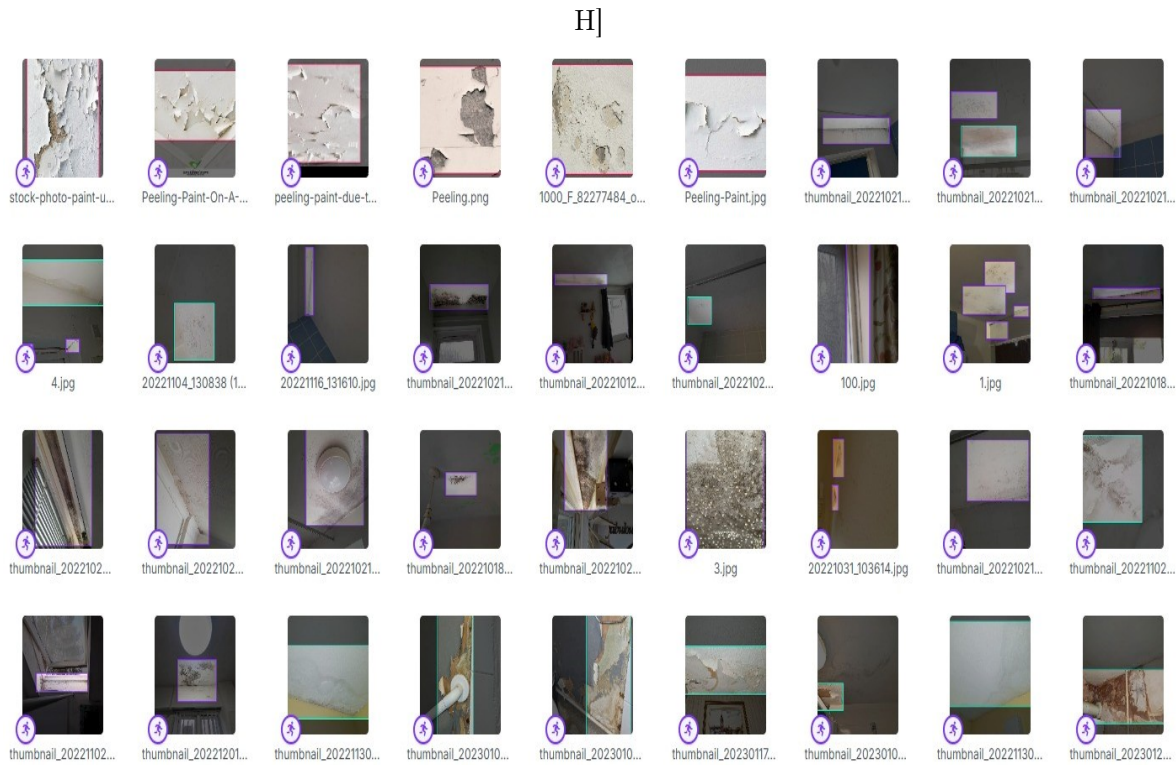 H]
stock-photo-paint-u... Peeling-Paint-On-A-... peeling-paint-due-t... Peeling.png 1000_F_82277484_o... Peeling-Paint.jpg thumbnail_20221021... thumbnail_20221021... thumbnail_20221021...
4.jpg 20221104_130838 (1... 20221116_131610.jpg thumbnail_20221021... thumbnail_20221012... thumbnail_2022102... 100.jpg 1.jpg thumbnail_20221018...
thumbnail_2022102... thumbnail_2022102... thumbnail_20221021... thumbnail_20221018... thumbnail_2022102... 3.jpg 20221031_103614.jpg thumbnail_20221021... thumbnail_20221102...
thumbnail_20221102... thumbnail_20221201... thumbnail_20221130... thumbnail_2023010... thumbnail_2023010... thumbnail_20230117... thumbnail_2023010... thumbnail_20221130... thumbnail_2023012...